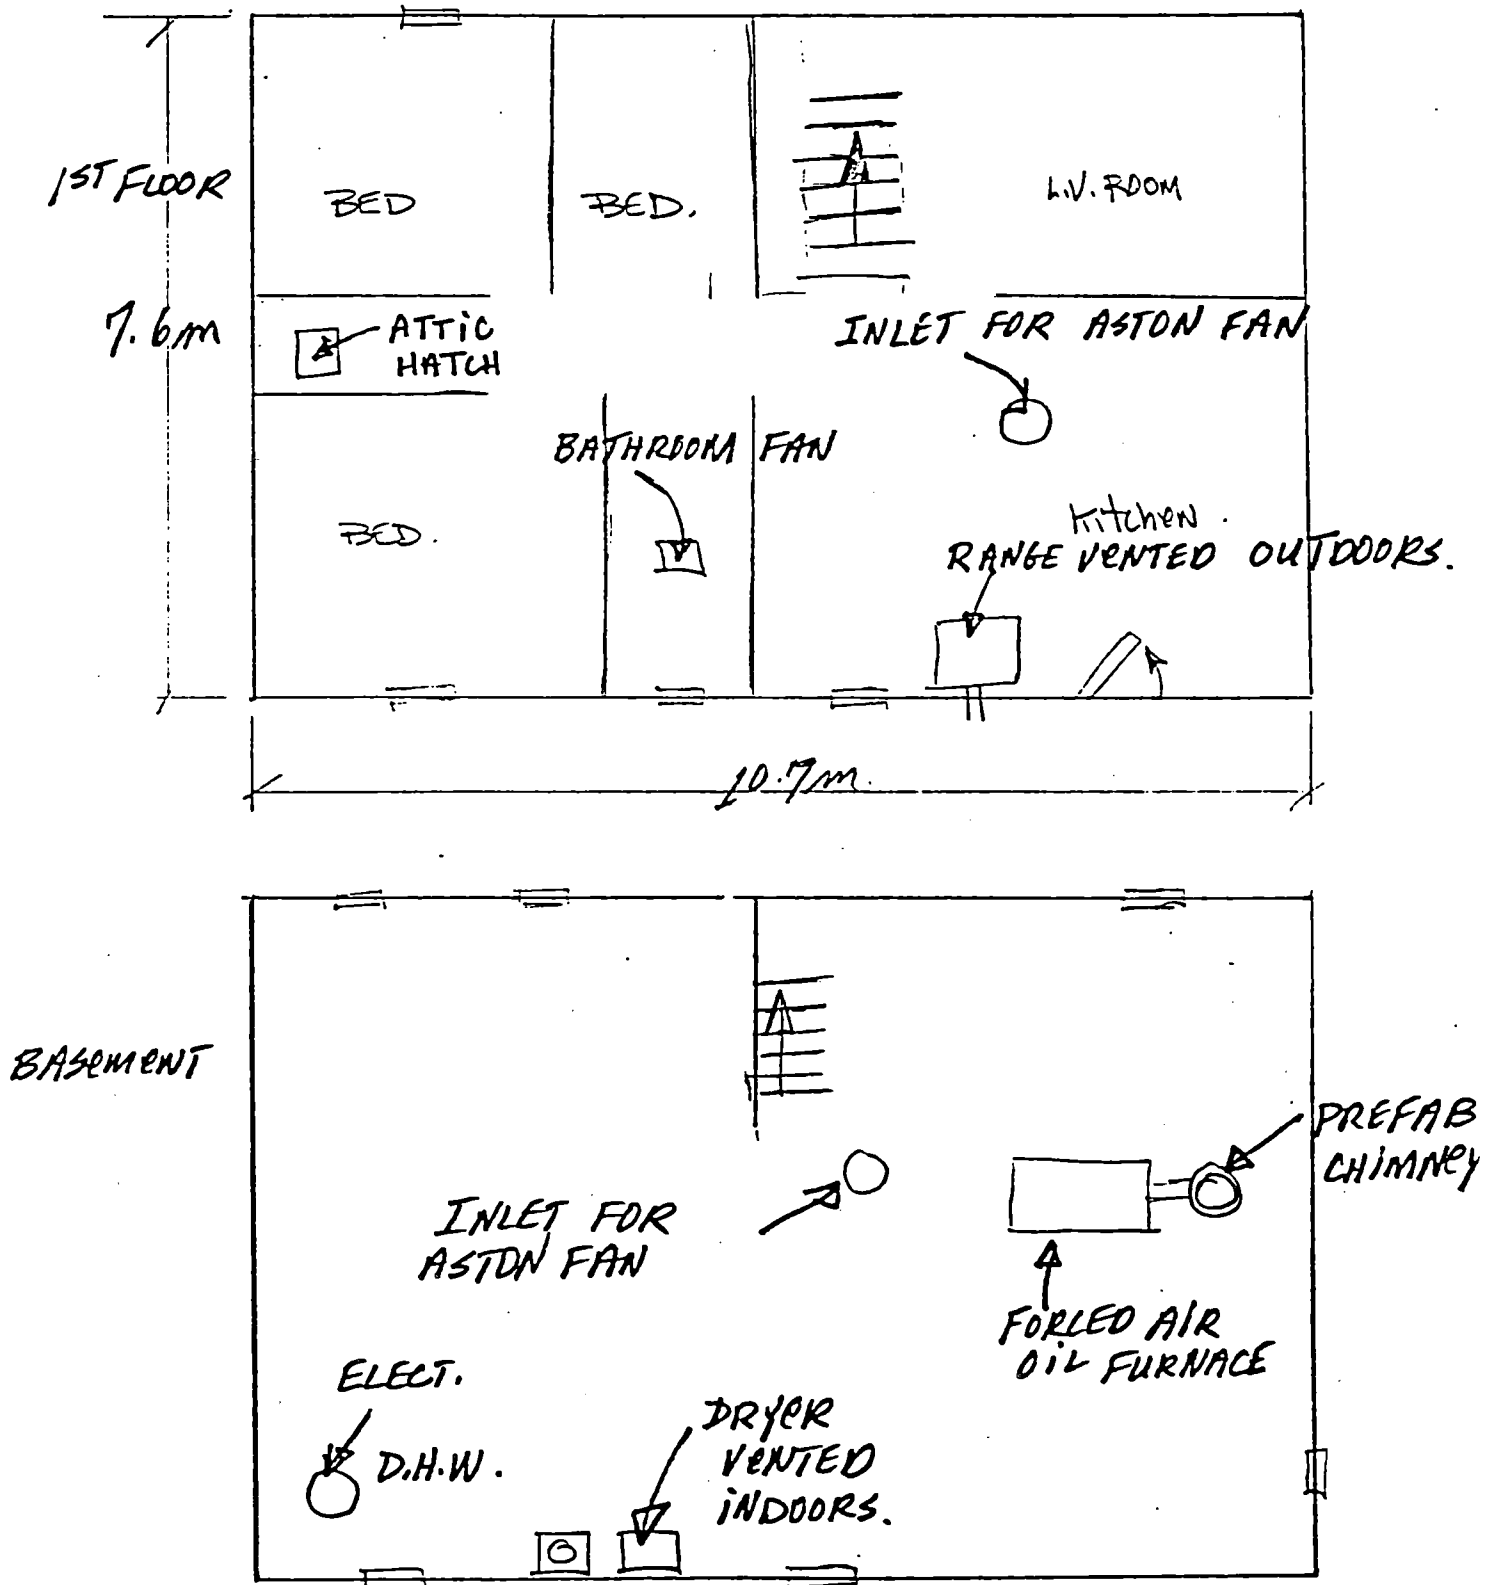 1ST FLOOR
BED
BED.
LIV. ROOM
7.6m
ATTIC
HATCH
INLET FOR ASTON FAN
BATHROOM FAN
BED.
Kitchen
RANGE VENTED OUTDOORS.
10.7m.
BASEMENT
PREFAB
CHIMNEY
INLET FOR
ASTON FAN
FORCED AIR
OIL FURNACE
ELECT.
D.H.W.
DRYER
VENTED
INDOORS.